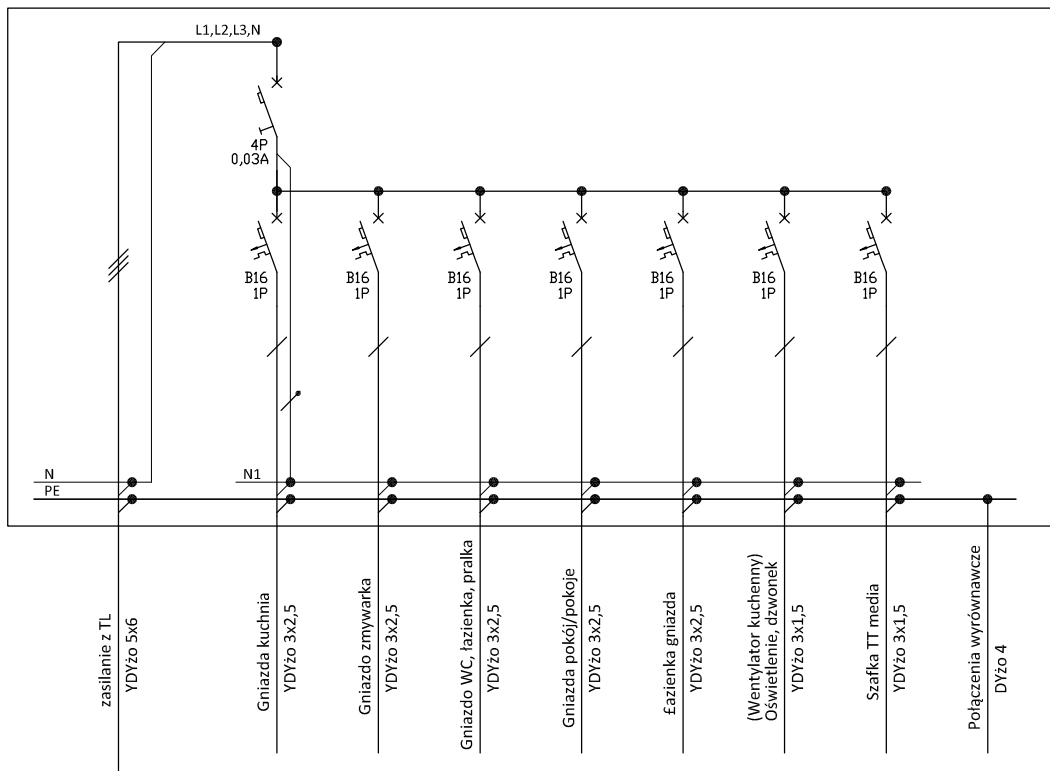 L1,L2,L3,N
4P
0,03A
B16
1P
B16
1P
B16
1P
B16
1P
B16
1P
B16
1P
B16
1P
N
PE
N1
zasilanie z TL
YDYżo 5x6
Gniazda kuchnia
YDYżo 3x2,5
Gniazdo zmywarka
YDYżo 3x2,5
Gniazdo WC, łazienka, pralka
YDYżo 3x2,5
Gniazda pokój/pokoje
YDYżo 3x2,5
Łazienka gniazda
YDYżo 3x2,5
(Wentylator kuchenny)
Oświetlenie, dzwonek
YDYżo 3x1,5
Szafka TT media
YDYżo 3x1,5
Połączenia wyrównawcze
DYżo 4